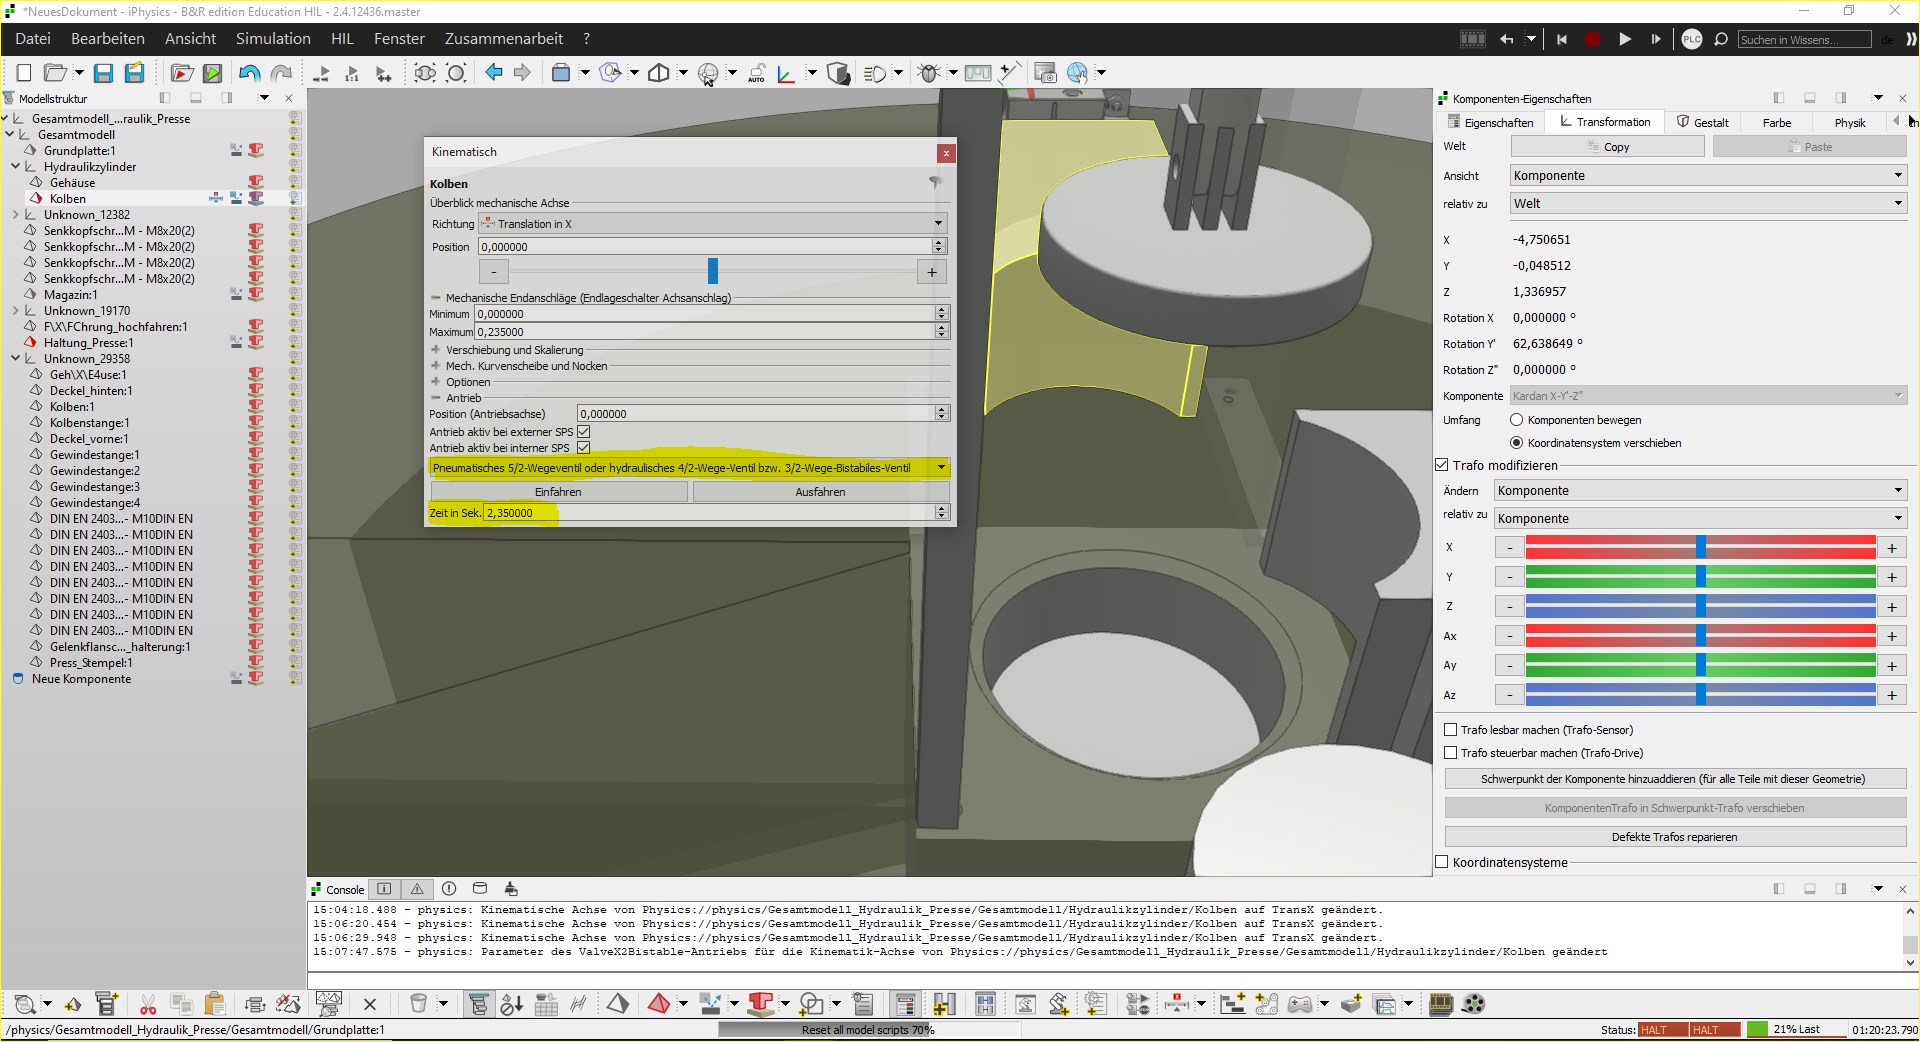 *NeuesDokument - iPhysics - B&R edition Education HIL - 2.4.12436.master
Datei Bearbeiten Ansicht Simulation HIL Fenster Zusammenarbeit ?
PLC Suchen in Wissens... de
1:1 AUTO
Modellstruktur
Gesamtmodell_...raulik_Presse
Gesamtmodell
Grundplatte:1
Hydraulikzylinder
Gehäuse
Kolben
Unknown_12382
Senkkopfschr...M - M8x20(2)
Senkkopfschr...M - M8x20(2)
Senkkopfschr...M - M8x20(2)
Senkkopfschr...M - M8x20(2)
Magazin:1
Unknown_19170
F\X\FChrung_hochfahren:1
Haltung_Presse:1
Unknown_29358
Geh\X\E4use:1
Deckel_hinten:1
Kolben:1
Kolbenstange:1
Deckel_vorne:1
Gewindestange:1
Gewindestange:2
Gewindestange:3
Gewindestange:4
DIN EN 2403...- M10DIN EN
DIN EN 2403...- M10DIN EN
DIN EN 2403...- M10DIN EN
DIN EN 2403...- M10DIN EN
DIN EN 2403...- M10DIN EN
DIN EN 2403...- M10DIN EN
DIN EN 2403...- M10DIN EN
DIN EN 2403...- M10DIN EN
Gelenkflansc..._halterung:1
Press_Stempel:1
Neue Komponente
Kinematisch
x
Kolben
Überblick mechanische Achse
Richtung Translation in X
Position 0,000000
- +
Mechanische Endanschläge (Endlageschalter Achsanschlag)
Minimum 0,000000
Maximum 0,235000
Verschiebung und Skalierung
Mech. Kurvenscheibe und Nocken
Optionen
Antrieb
Position (Antriebsachse) 0,000000
Antrieb aktiv bei externer SPS
Antrieb aktiv bei interner SPS
Pneumatisches 5/2-Wegeventil oder hydraulisches 4/2-Wege-Ventil bzw. 3/2-Wege-Bistabiles-Ventil
Einfahren Ausfahren
Zeit in Sek. 2,350000
Komponenten-Eigenschaften
Eigenschaften Transformation Gestalt Farbe Physik
Welt Copy Paste
Ansicht Komponente
relativ zu Welt
X -4,750651
Y -0,048512
Z 1,336957
Rotation X 0,000000 °
Rotation Y' 62,638649 °
Rotation Z" 0,000000 °
Komponente Kardan X-Y'-Z"
Umfang Komponenten bewegen
Koordinatensystem verschieben
Trafo modifizieren
Ändern Komponente
relativ zu Komponente
X - +
Y - +
Z - +
Ax - +
Ay - +
Az - +
Trafo lesbar machen (Trafo-Sensor)
Trafo steuerbar machen (Trafo-Drive)
Schwerpunkt der Komponente hinzuaddieren (für alle Teile mit dieser Geometrie)
KomponentenTrafo in Schwerpunkt-Trafo verschieben
Defekte Trafos reparieren
Koordinatensysteme
Console
15:04:18.488 - physics: Kinematische Achse von Physics://physics/Gesamtmodell_Hydraulik_Presse/Gesamtmodell/Hydraulikzylinder/Kolben auf TransX geändert.
15:06:20.454 - physics: Kinematische Achse von Physics://physics/Gesamtmodell_Hydraulik_Presse/Gesamtmodell/Hydraulikzylinder/Kolben auf TransX geändert.
15:06:29.948 - physics: Kinematische Achse von Physics://physics/Gesamtmodell_Hydraulik_Presse/Gesamtmodell/Hydraulikzylinder/Kolben auf TransX geändert.
15:07:47.575 - physics: Parameter des ValveX2Bistable-Antriebs für die Kinematik-Achse von Physics://physics/Gesamtmodell_Hydraulik_Presse/Gesamtmodell/Hydraulikzylinder/Kolben geändert
/physics/Gesamtmodell_Hydraulik_Presse/Gesamtmodell/Grundplatte:1
Reset all model scripts 70%
Status: HALT HALT 21% Last 01:20:23.790